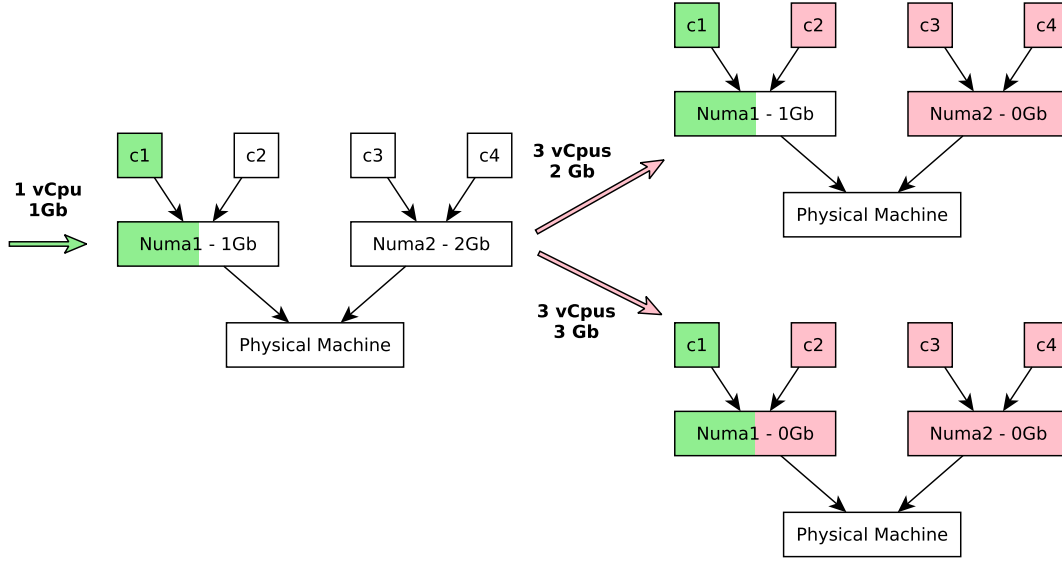 1 vCpu
1Gb
c1
c2
c3
c4
Numa1 - 1Gb
Numa2 - 2Gb
Physical Machine
3 vCpus
2 Gb
c1
c2
c3
c4
Numa1 - 1Gb
Numa2 - 0Gb
Physical Machine
3 vCpus
3 Gb
c1
c2
c3
c4
Numa1 - 0Gb
Numa2 - 0Gb
Physical Machine